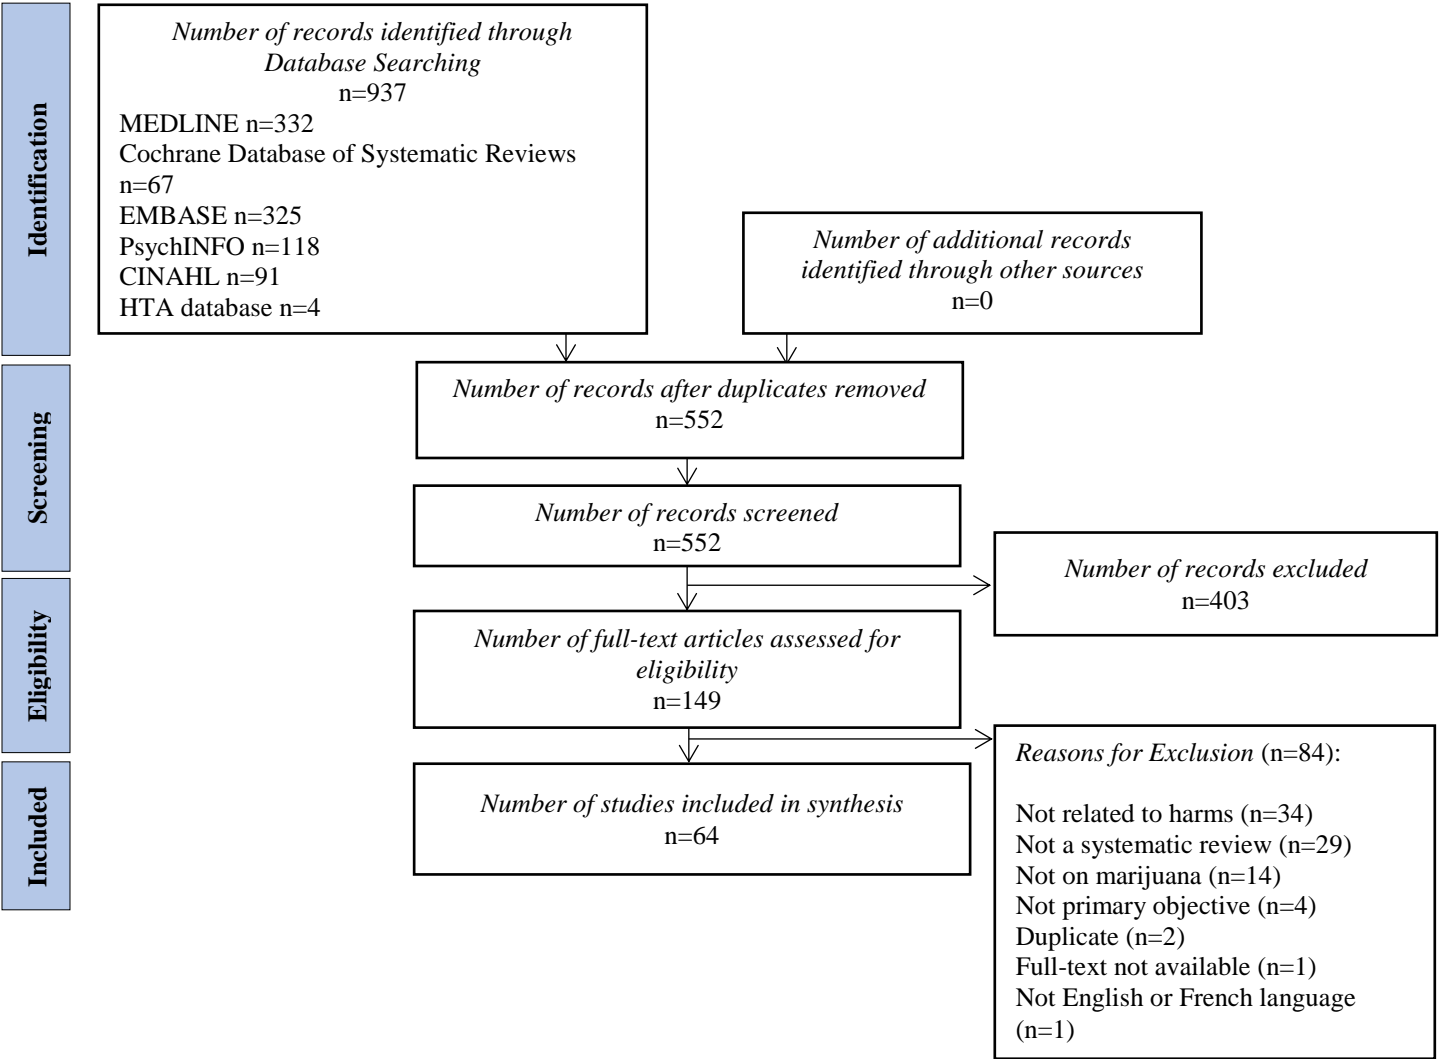 Identification
Number of records identified through
Database Searching
n=937
MEDLINE n=332
Cochrane Database of Systematic Reviews
n=67
EMBASE n=325
PsychINFO n=118
CINAHL n=91
HTA database n=4
Number of additional records
identified through other sources
n=0
Screening
Number of records after duplicates removed
n=552
Number of records screened
n=552
Number of records excluded
n=403
Eligibility
Number of full-text articles assessed for
eligibility
n=149
Reasons for Exclusion (n=84):
Not related to harms (n=34)
Not a systematic review (n=29)
Not on marijuana (n=14)
Not primary objective (n=4)
Duplicate (n=2)
Full-text not available (n=1)
Not English or French language
(n=1)
Included
Number of studies included in synthesis
n=64